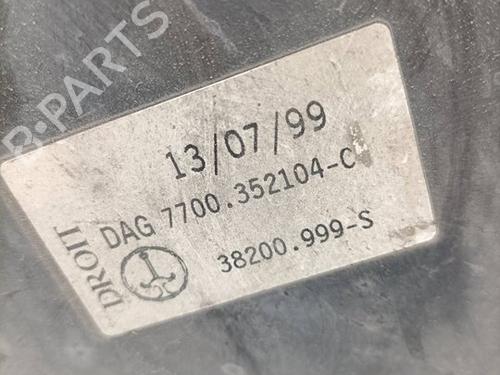 B-PARTS
13/07/99
DAG 7700.352104-C
38200.999-S
DROIT